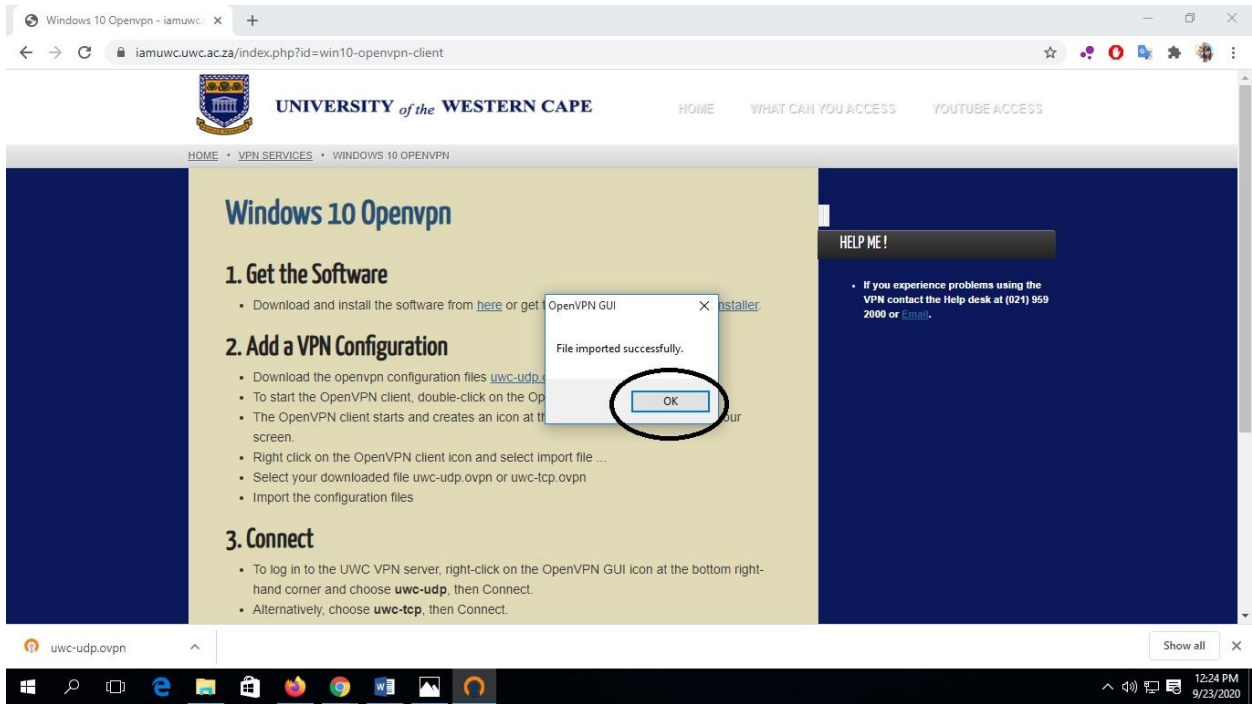 Windows 10 Openvpn - iamuwc.
iamuwc.uwc.ac.za/index.php?id=win10-openvpn-client
UNIVERSITY of the WESTERN CAPE
HOME WHAT CAN YOU ACCESS YOUTUBE ACCESS
HOME • VPN SERVICES • WINDOWS 10 OPENVPN
Windows 10 Openvpn
1. Get the Software
• Download and install the software from here or get
nstaller.
2. Add a VPN Configuration
• Download the openvpn configuration files uwc-udp.
• To start the OpenVPN client, double-click on the Op
• The OpenVPN client starts and creates an icon at
our
screen.
• Right click on the OpenVPN client icon and select import file ...
• Select your downloaded file uwc-udp.ovpn or uwc-tcp.ovpn
• Import the configuration files
3. Connect
• To log in to the UWC VPN server, right-click on the OpenVPN GUI icon at the bottom right-
hand corner and choose uwc-udp, then Connect.
• Alternatively, choose uwc-tcp, then Connect.
OpenVPN GUI
File imported successfully.
OK
HELP ME !
• If you experience problems using the
VPN contact the Help desk at (021) 959
2000 or Email.
uwc-udp.ovpn
Show all
12:24 PM
9/23/2020